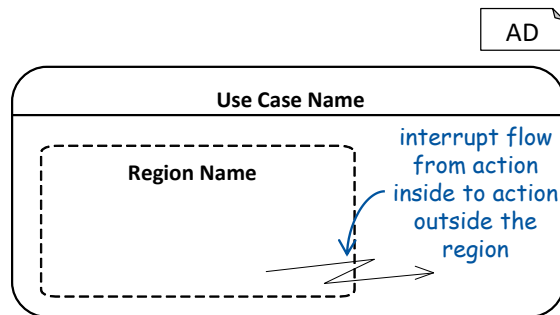 AD
Use Case Name
Region Name
interrupt flow
from action
inside to action
outside the
region